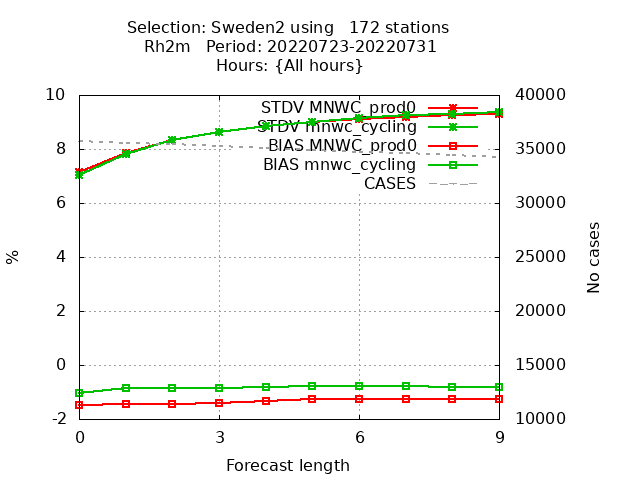 Selection: Sweden2 using   172 stations
Rh2m   Period: 20220723-20220731
Hours: {All hours}
10
8
6
4
2
0
-2
%
40000
35000
30000
25000
20000
15000
10000
No cases
STDV MNWC_prod0
STDV mnwc_cycling
BIAS MNWC_prod0
BIAS mnwc_cycling
CASES
0 3 6 9
Forecast length